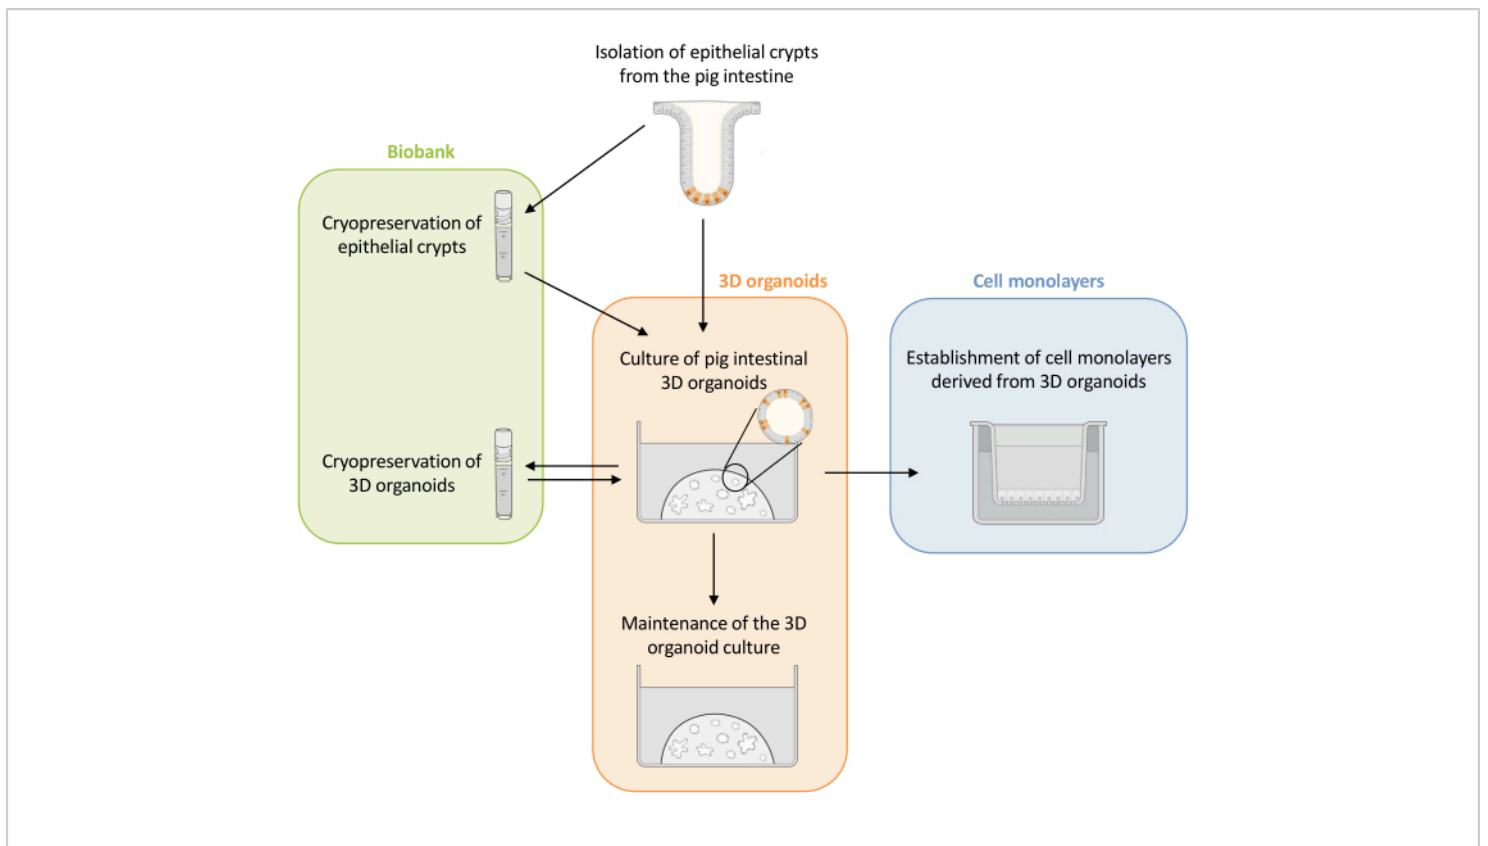 Isolation of epithelial crypts
from the pig intestine
Biobank
Cryopreservation of
epithelial crypts
3D organoids
Cell monolayers
Culture of pig intestinal
3D organoids
Establishment of cell monolayers
derived from 3D organoids
Cryopreservation of
3D organoids
Maintenance of the 3D
organoid culture